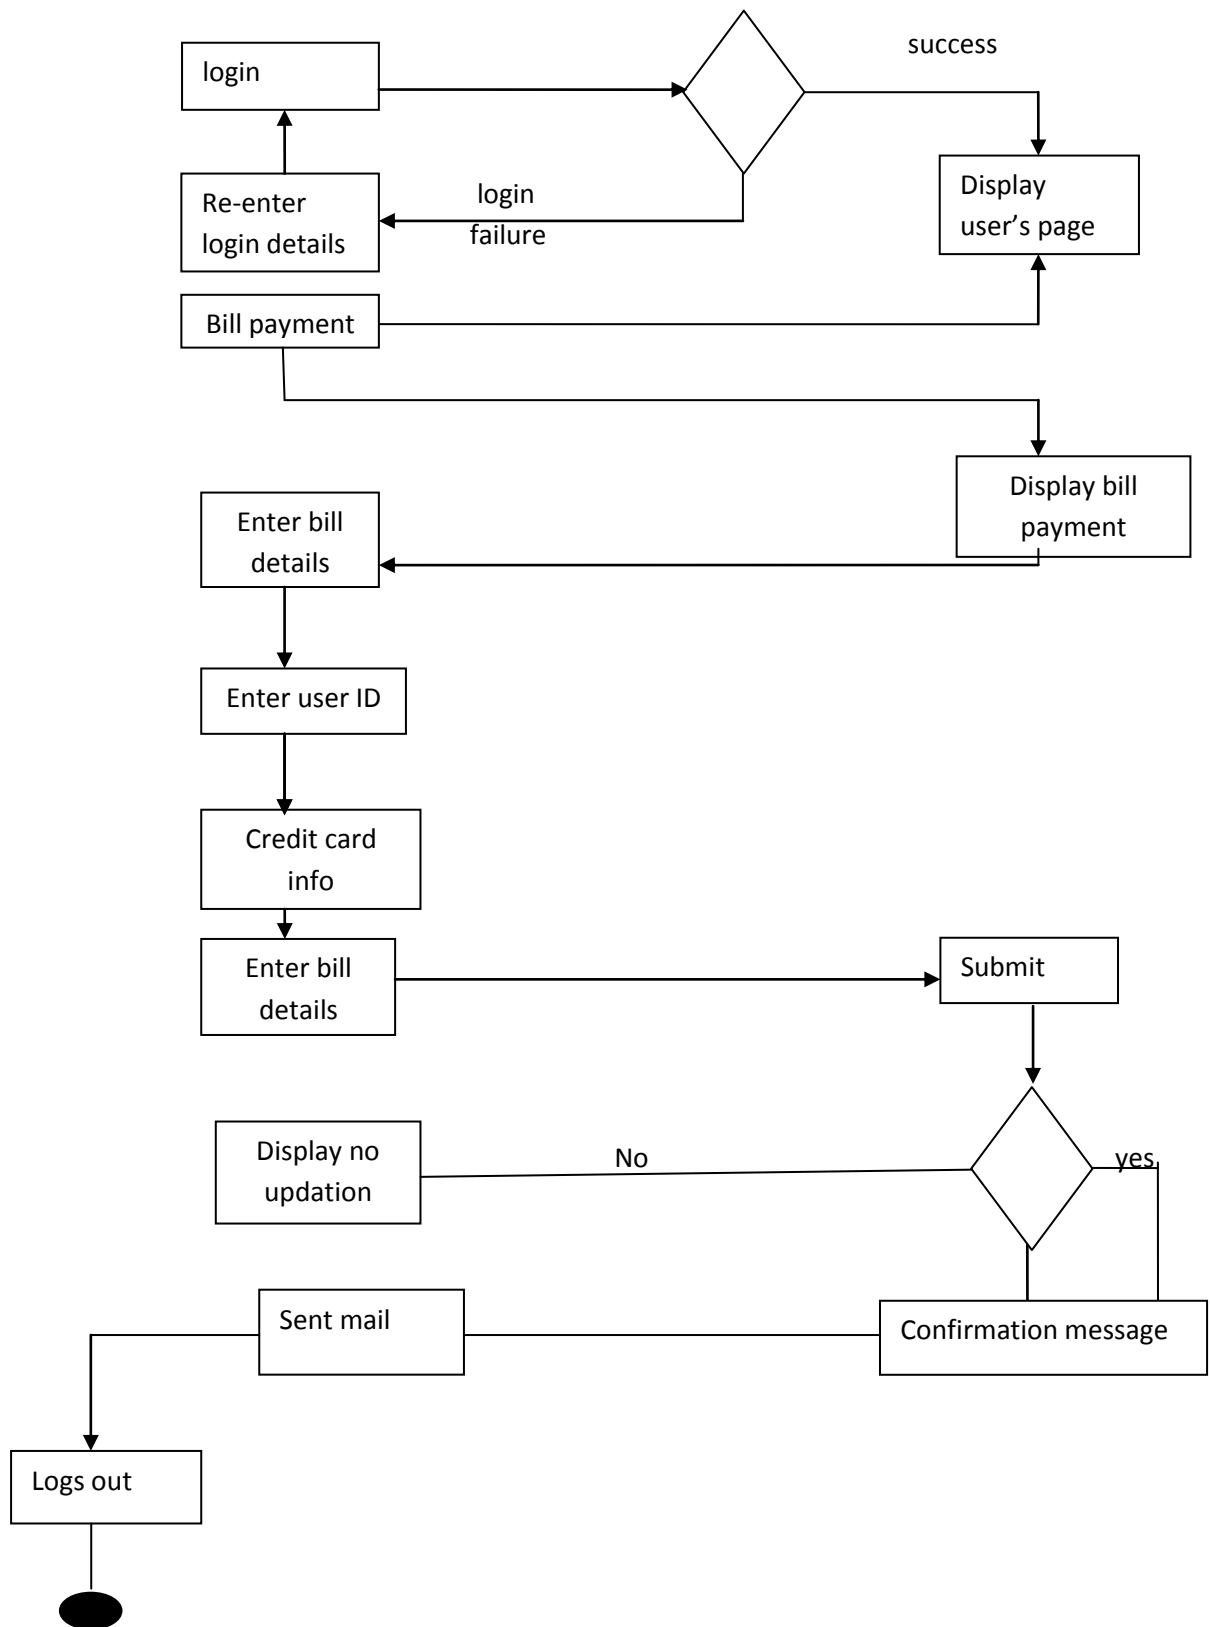 success
login
Display
user’s page
Re-enter
login details
login
failure
Bill payment
Display bill
payment
Enter bill
details
Enter user ID
Credit card
info
Enter bill
details
Submit
Display no
updation
No
yes
Sent mail
Confirmation message
Logs out